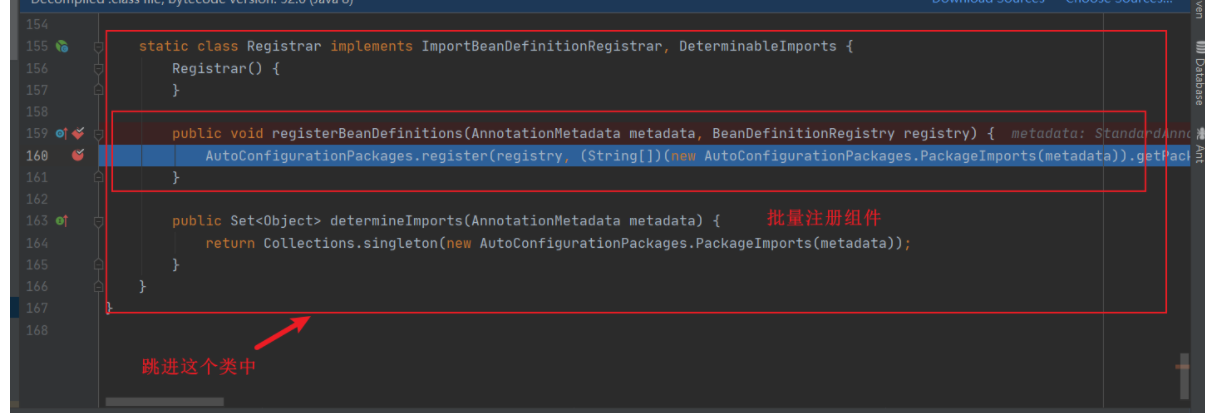 Decompiled .class file, bytecode version: 52.0 (Java 8)
Download Sources Choose Sources...
154
155 static class Registrar implements ImportBeanDefinitionRegistrar, DeterminableImports {
156 Registrar() {
157 }
158
159 public void registerBeanDefinitions(AnnotationMetadata metadata, BeanDefinitionRegistry registry) { metadata: StandardAnno
160 AutoConfigurationPackages.register(registry, (String[])(new AutoConfigurationPackages.PackageImports(metadata)).getPack
161 }
162
163 public Set<Object> determineImports(AnnotationMetadata metadata) {
批量注册组件
164 return Collections.singleton(new AutoConfigurationPackages.PackageImports(metadata));
165 }
166 }
167 }
168
跳进这个类中
ven
Database
Ant